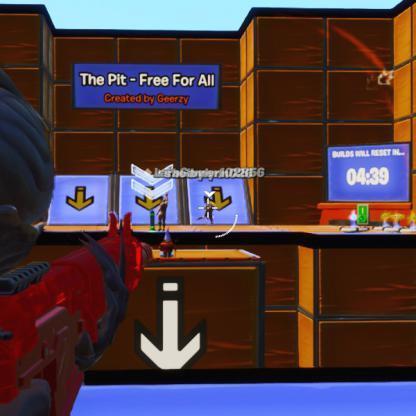 The Pit - Free For All
Created by Geerzy
BUILDS WILL RESET IN...
04:39